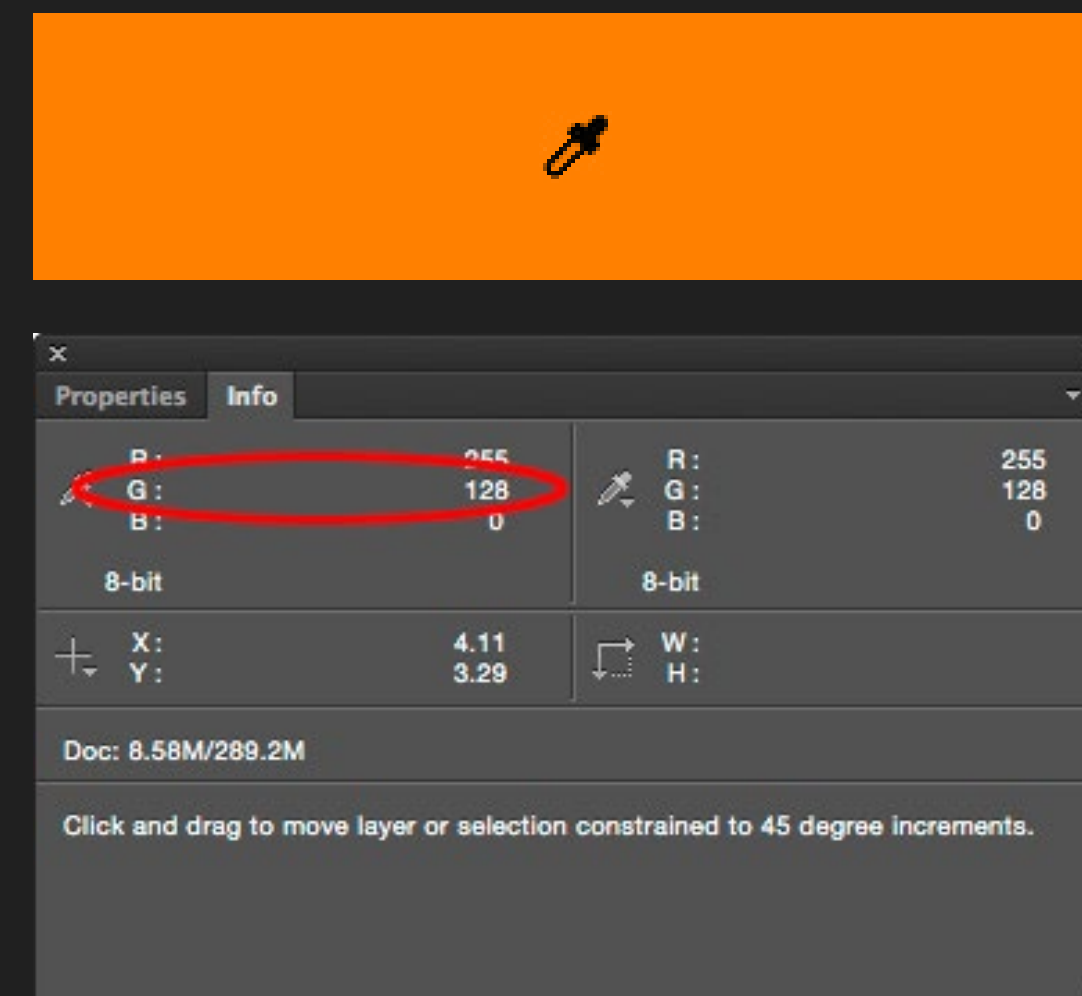 Properties Info
R: 255 R: 255
G: 128 G: 128
B: 0 B: 0
8-bit 8-bit
X: 4.11 W:
Y: 3.29 H:
Doc: 8.58M/289.2M
Click and drag to move layer or selection constrained to 45 degree increments.